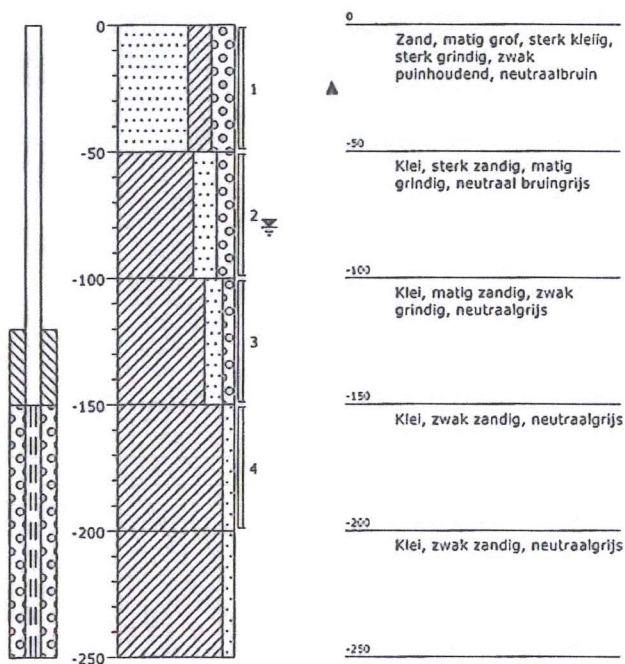 0
0
Zand, matig grof, sterk kleiig,
sterk grindig, zwak
puinhoudend, neutraalbruin
1
-50
-50
Klei, sterk zandig, matig
grindig, neutraal bruingrijs
2
-100
-100
Klei, matig zandig, zwak
grindig, neutraalgrijs
3
-150
-150
Klei, zwak zandig, neutraalgrijs
4
-200
-200
Klei, zwak zandig, neutraalgrijs
-250
-250